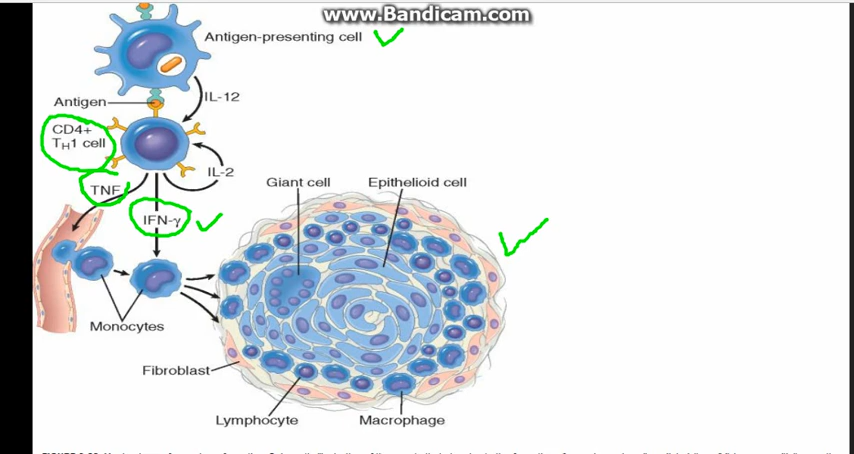 www.Bandicam.com
Antigen-presenting cell
IL-12
Antigen
CD4+
TH1 cell
IL-2
TNF
IFN-γ
Giant cell
Epithelioid cell
Monocytes
Fibroblast
Lymphocyte
Macrophage